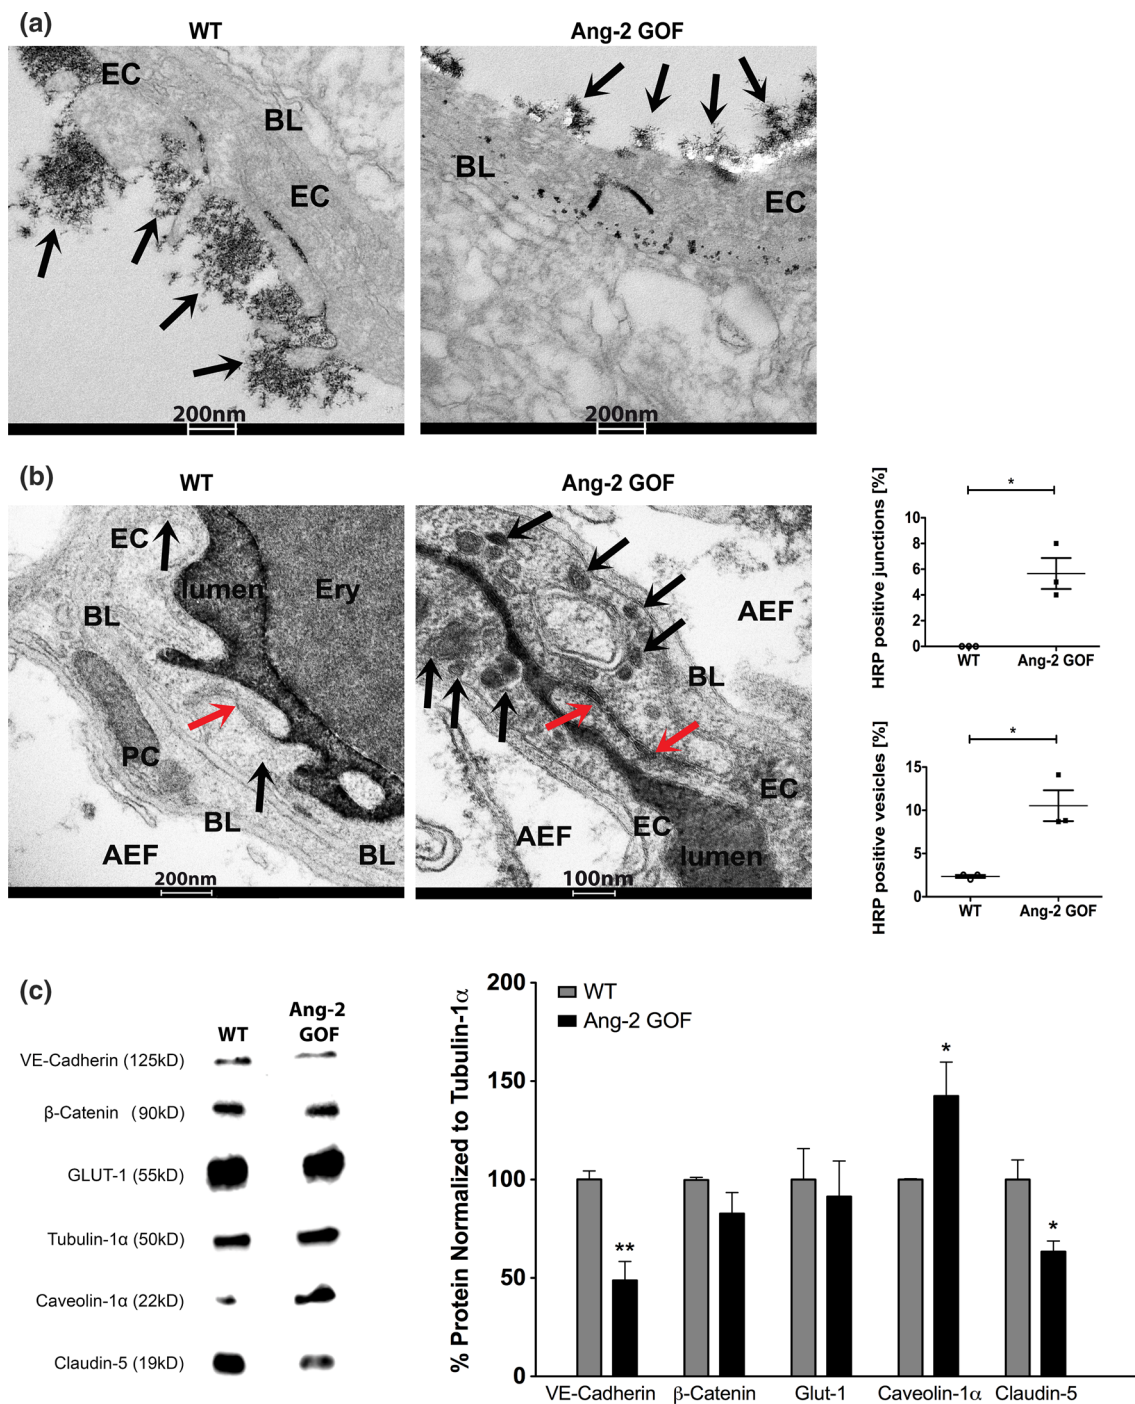 (a)
WT
Ang-2 GOF
EC
BL
EC
200nm
BL
EC
200nm
(b)
WT
Ang-2 GOF
EC
lumen
Ery
BL
PC
BL
AEF
BL
200nm
AEF
BL
EC
EC
AEF
lumen
100nm
HRP positive junctions [%]
*
10
8
6
4
2
0
WT
Ang-2 GOF
HRP positive vesicles [%]
*
15
10
5
0
WT
Ang-2 GOF
(c)
WT
Ang-2
GOF
VE-Cadherin (125kD)
β-Catenin (90kD)
GLUT-1 (55kD)
Tubulin-1α (50kD)
Caveolin-1α (22kD)
Claudin-5 (19kD)
% Protein Normalized to Tubulin-1α
200
150
100
50
0
WT
Ang-2 GOF
**
*
*
VE-Cadherin
β-Catenin
Glut-1
Caveolin-1α
Claudin-5